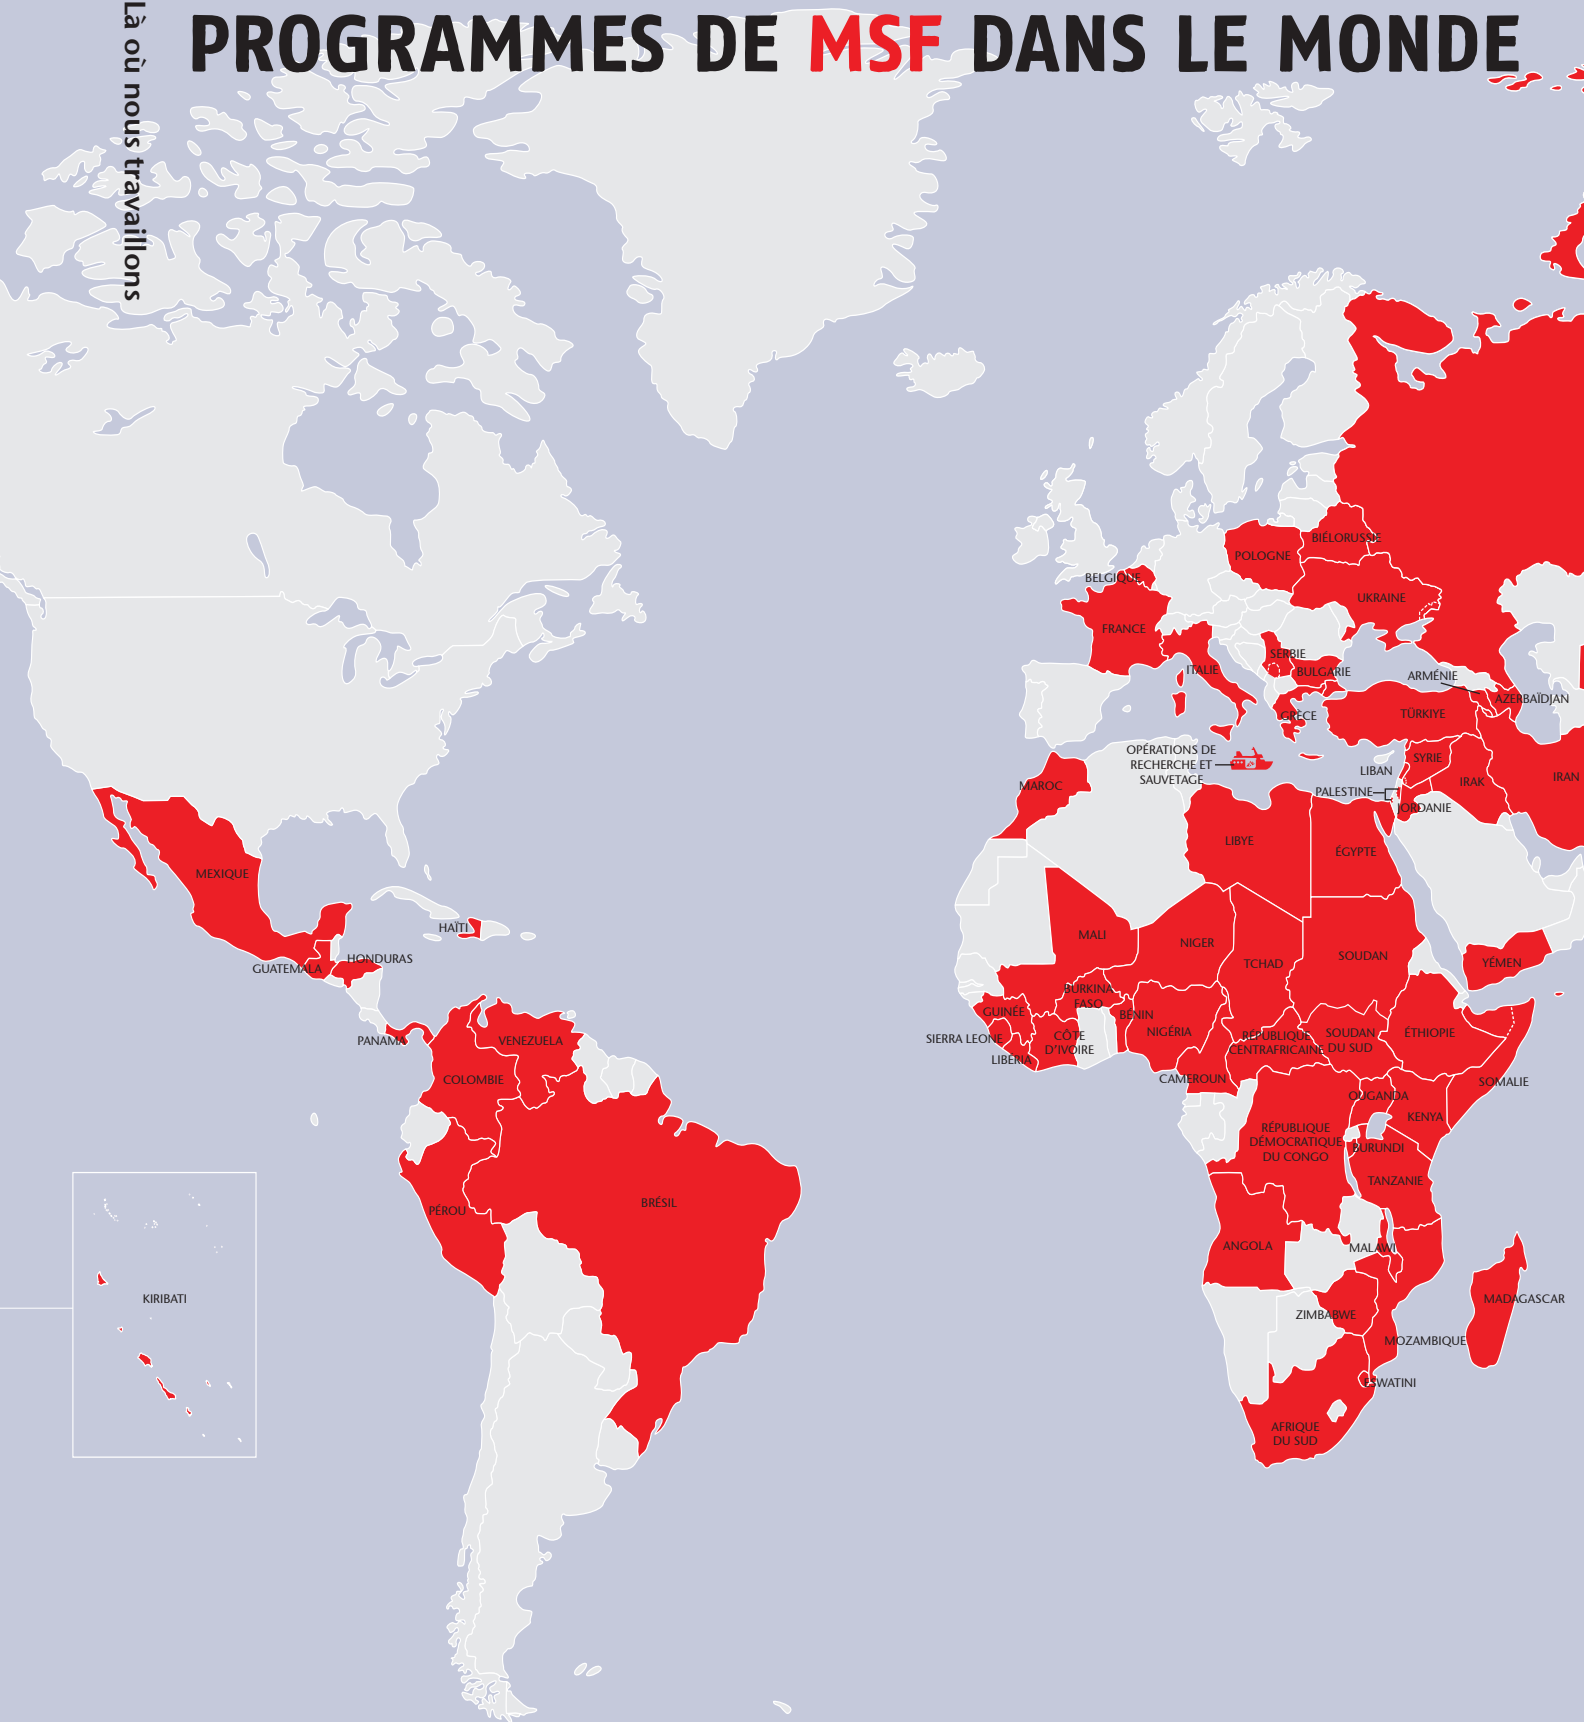 PROGRAMMES DE MSF DANS LE MONDE
Là où nous travaillons
BIÉLORUSSIE
POLOGNE
BELGIQUE
UKRAINE
FRANCE
SERBIE
ITALIE
BULGARIE
ARMÉNIE
AZERBAÏDJAN
GRÈCE
TÜRKIYE
OPÉRATIONS DE
RECHERCHE ET
SAUVETAGE
SYRIE
LIBAN
IRAK
IRAN
MAROC
PALESTINE
JORDANIE
LIBYE
ÉGYPTE
MEXIQUE
HAÏTI
HONDURAS
GUATEMALA
MALI
NIGER
TCHAD
SOUDAN
YÉMEN
BURKINA
FASO
GUINÉE
BÉNIN
SIERRA LEONE
CÔTE
D'IVOIRE
NIGÉRIA
RÉPUBLIQUE
CENTRAFRICAINE
SOUDAN
DU SUD
ÉTHIOPIE
PANAMA
VENEZUELA
LIBÉRIA
COLOMBIE
CAMEROUN
SOMALIE
OUGANDA
KENYA
RÉPUBLIQUE
DÉMOCRATIQUE
DU CONGO
BURUNDI
TANZANIE
BRÉSIL
PÉROU
ANGOLA
MALAWI
KIRIBATI
MADAGASCAR
ZIMBABWE
MOZAMBIQUE
ESWATINI
AFRIQUE
DU SUD